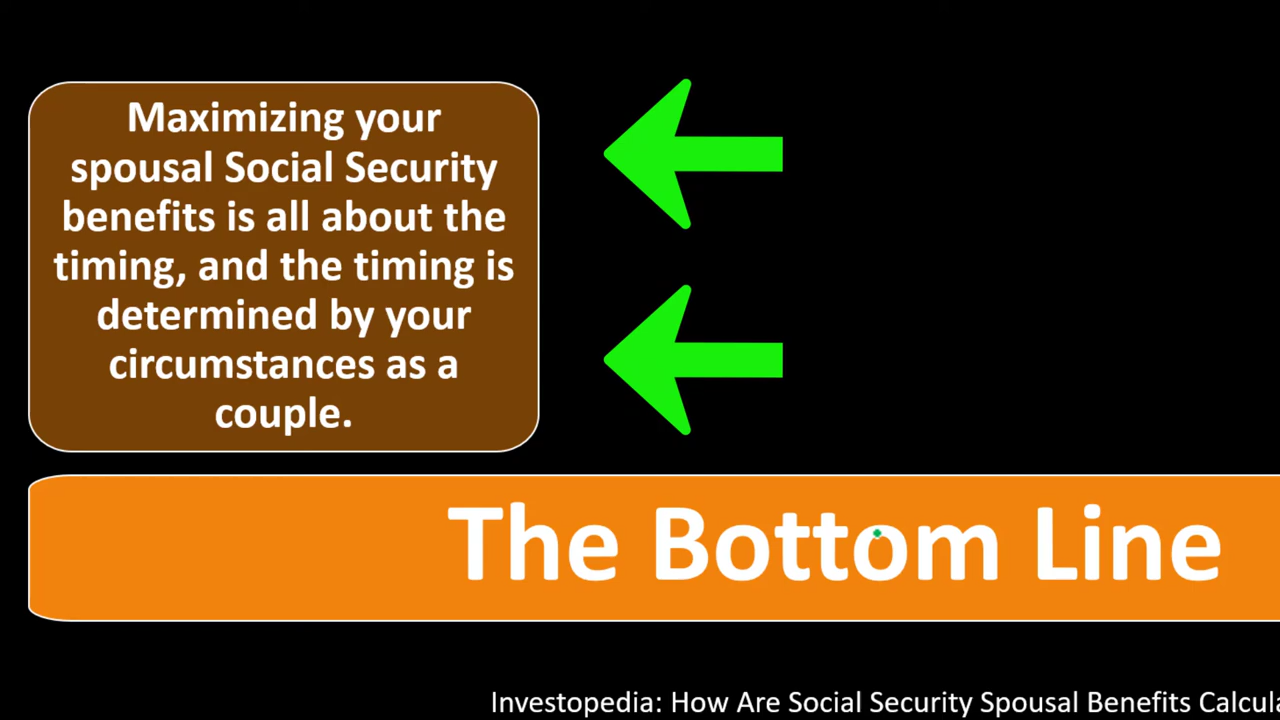 Maximizing your
spousal Social Security
benefits is all about the
timing, and the timing is
determined by your
circumstances as a
couple.
The Bottom Line
Investopedia: How Are Social Security Spousal Benefits